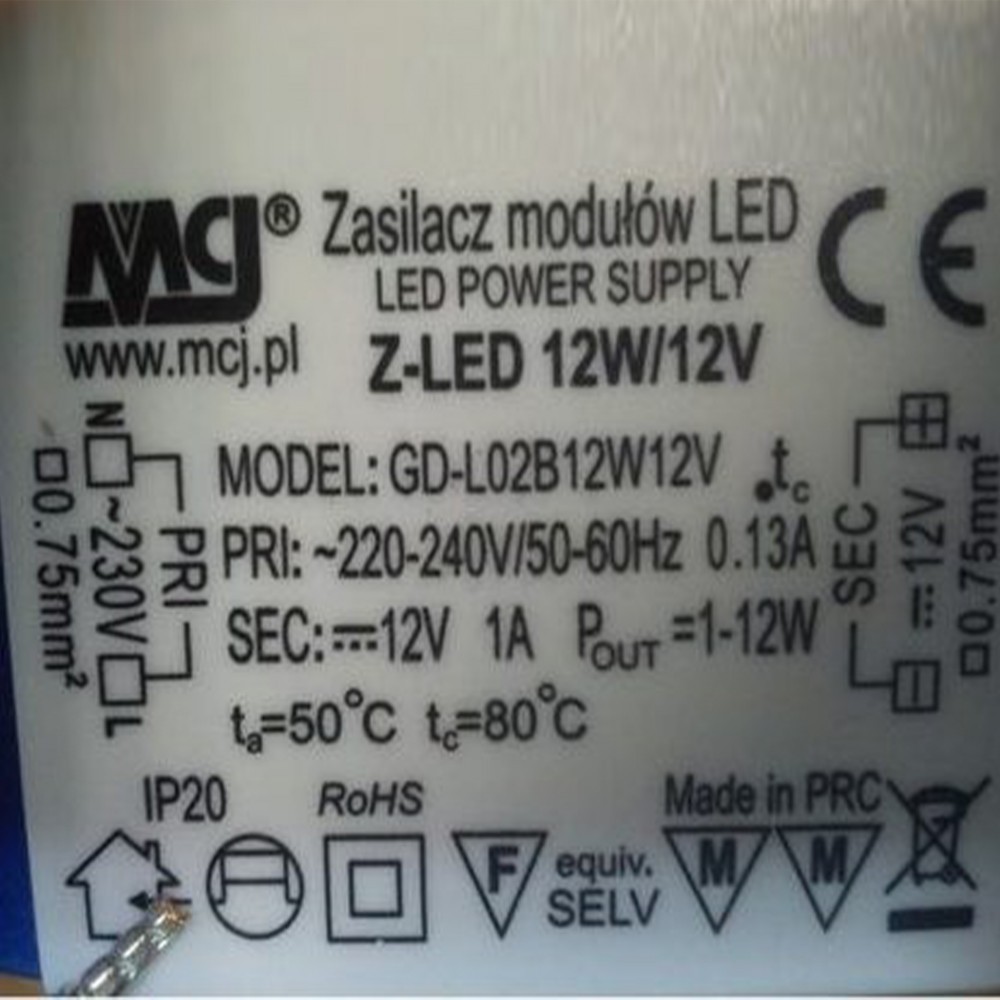 MCJ® Zasilacz modułów LED CE
LED POWER SUPPLY
www.mcj.pl
Z-LED 12W/12V
N ~230V L
PRI
□0.75mm²
MODEL: GD-L02B12W12V .tc
PRI: ~220-240V/50-60Hz 0.13A
SEC: ⎓12V 1A POUT=1-12W
ta=50°C tc=80°C
SEC
+ ⎓12V -
□0.75mm²
IP20 RoHS Made in PRC
F equiv. SELV M M